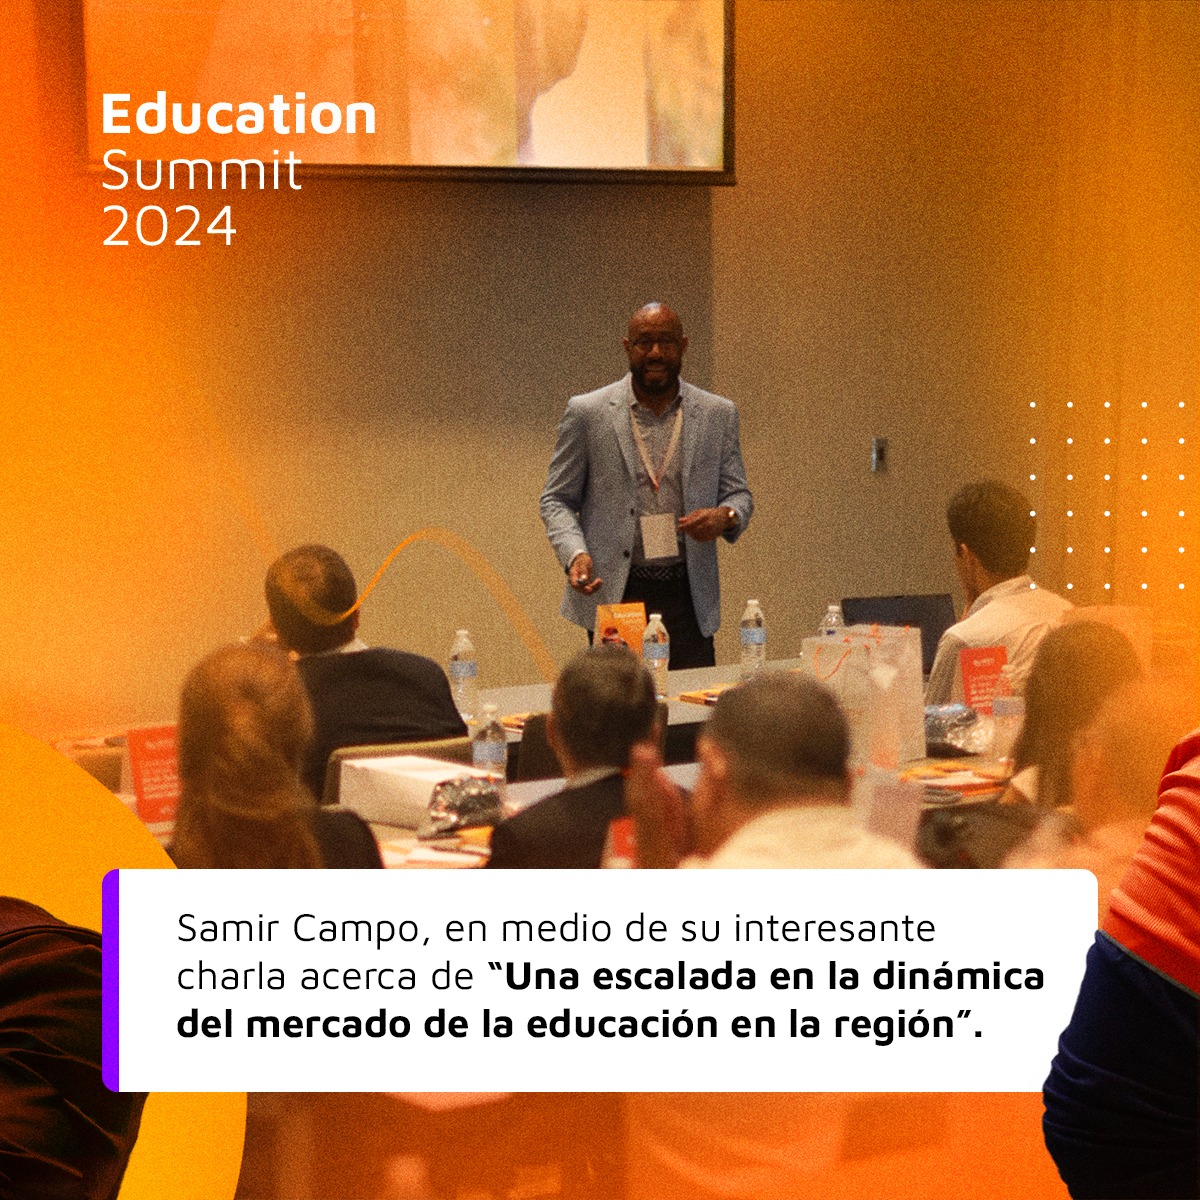 Education
Summit
2024
Samir Campo, en medio de su interesante
charla acerca de “Una escalada en la dinámica
del mercado de la educación en la región”.